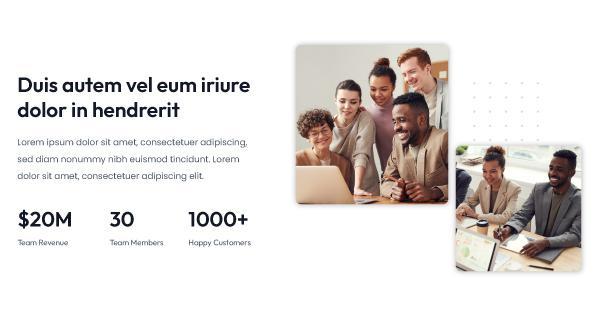 Duis autem vel eum iriure
dolor in hendrerit
Lorem ipsum dolor sit amet, consectetuer adipiscing,
sed diam nonummy nibh euismod tincidunt. Lorem
dolor sit amet, consectetuer adipiscing elit.
$20M 30 1000+
Team Revenue Team Members Happy Customers